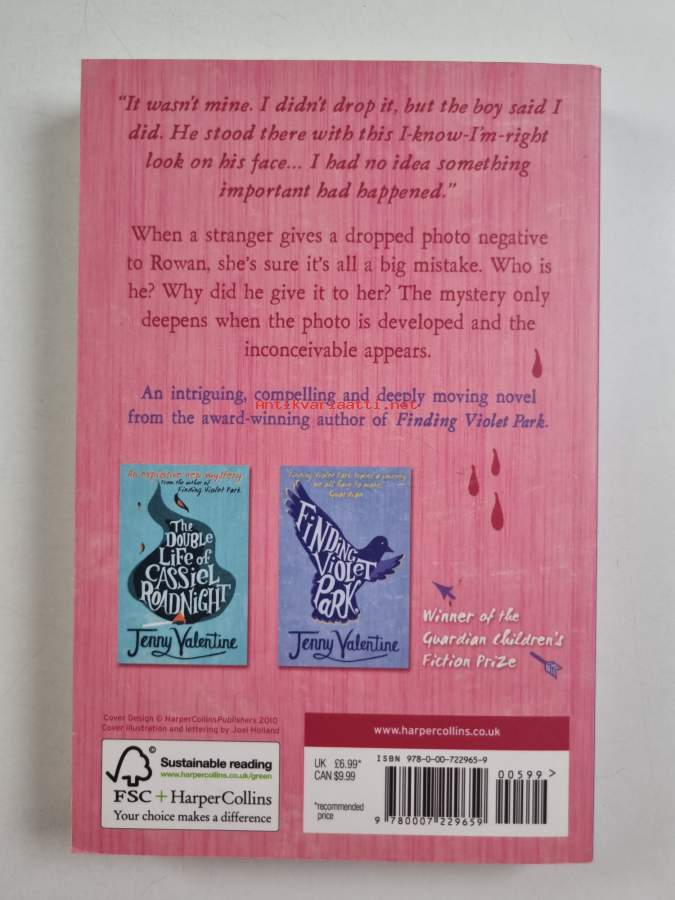 “It wasn't mine. I didn't drop it, but the boy said I
did. He stood there with this I-know-I'm-right
look on his face... I had no idea something
important had happened.”
When a stranger gives a dropped photo negative
to Rowan, she's sure it's all a big mistake. Who is
he? Why did he give it to her? The mystery only
deepens when the photo is developed and the
inconceivable appears.
An intriguing, compelling and deeply moving novel
Antikvariaatti.net
from the award-winning author of Finding Violet Park.
An explosive new mystery
from the author of
Finding Violet Park
The
Double
Life of
Cassiel
Roadnight
Jenny Valentine
Guardian
Finding
Violet
Park
Jenny Valentine
Winner of the
Guardian Children's
Fiction Prize
Cover Design © HarperCollinsPublishers 2010
Cover illustration and lettering by Joel Holland
©
Sustainable reading
www.harpercollins.co.uk/green
FSC + HarperCollins
Your choice makes a difference
www.harpercollins.co.uk
UK £6.99*
CAN $9.99
*recommended
price
ISBN 978-0-00-722965-9
00599>
9 780007 229659